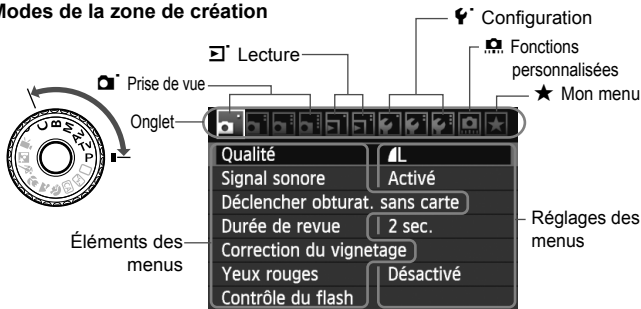 Modes de la zone de création
Configuration
Lecture
Fonctions
personnalisées
Prise de vue
Mon menu
Onglet
C B M Av Tv P
Qualité L
Signal sonore Activé
Déclencher obturat. sans carte
Durée de revue 2 sec.
Correction du vignetage
Yeux rouges Désactivé
Contrôle du flash
Éléments des
menus
Réglages des
menus